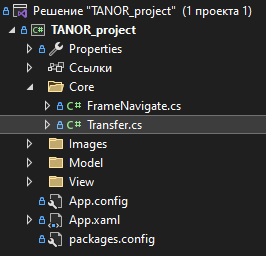 Решение "TANOR_project" (1 проекта 1)
TANOR_project
Properties
Ссылки
Core
FrameNavigate.cs
Transfer.cs
Images
Model
View
App.config
App.xaml
packages.config